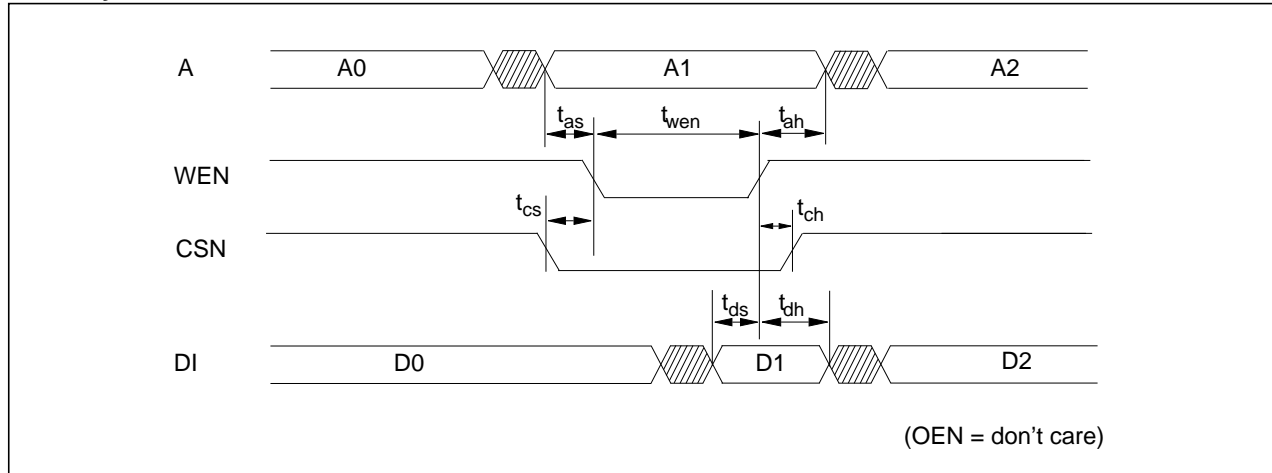 A
A0
A1
A2
tas
twen
tah
WEN
tcs
tch
CSN
tds
tdh
DI
D0
D1
D2
(OEN = don't care)